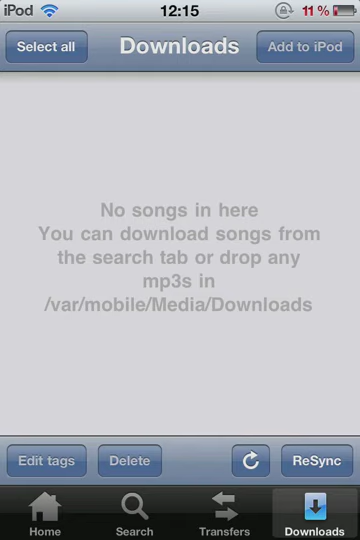 iPod 12:15 11 %
Select all Downloads Add to iPod
No songs in here
You can download songs from
the search tab or drop any
mp3s in
/var/mobile/Media/Downloads
Edit tags Delete ReSync
Home Search Transfers Downloads